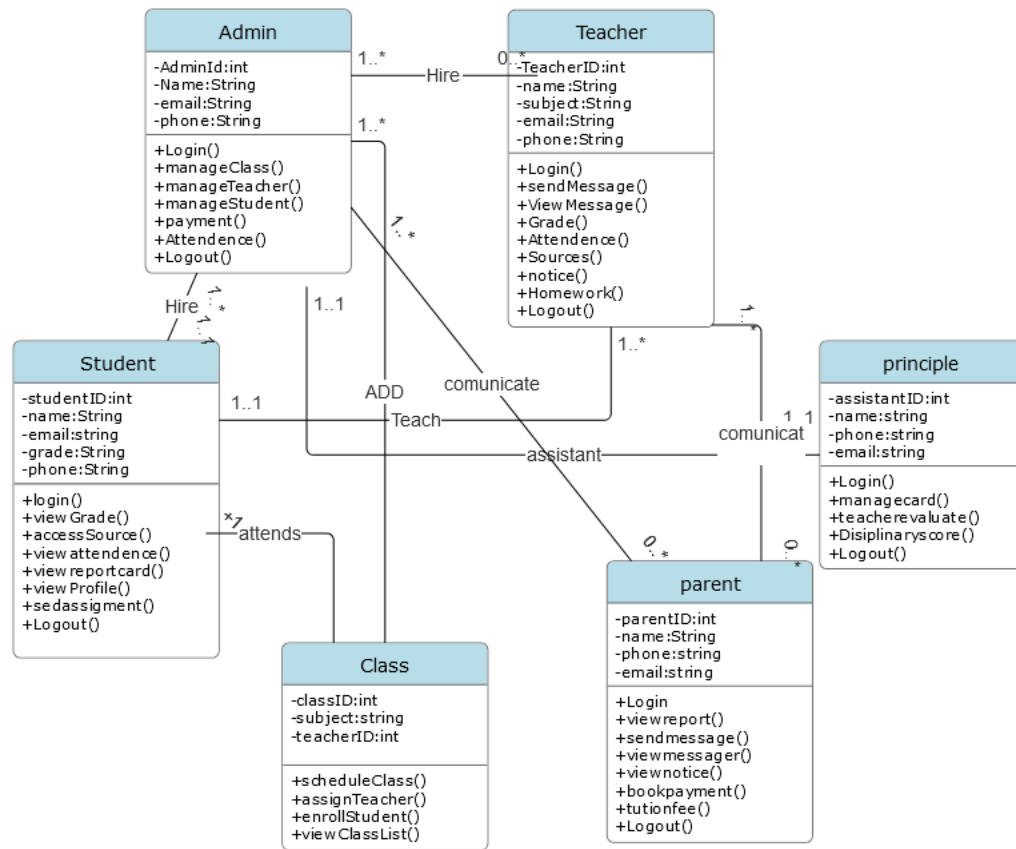 Admin
-AdminId:int
-Name:String
-email:String
-phone:String
+Login()
+manageClass()
+manageTeacher()
+manageStudent()
+payment()
+Attendence()
+Logout()
1..*
Hire
0..*
Teacher
-TeacherID:int
-name:String
-subject:String
-email:String
-phone:String
+Login()
+sendMessage()
+ViewMessage()
+Grade()
+Attendence()
+Sources()
+notice()
+Homework()
+Logout()
1..*
1..*
1..*
Hire
1..1
1..1
1..*
1..*
Student
-studentID:int
-name:String
-email:string
-grade:String
-phone:String
+login()
+viewGrade()
+accessSource()
+viewattendence()
+viewreportcard()
+viewProfile()
+sedassigment()
+Logout()
ADD
comunicate
1..1
Teach
assistant
comunicat
1
1
principle
-assistantID:int
-name:string
-phone:string
-email:string
+Login()
+managecard()
+teacherevaluate()
+Disiplinaryscore()
+Logout()
*1
attends
0..*
0..*
Class
-classID:int
-subject:string
-teacherID:int
+scheduleClass()
+assignTeacher()
+enrollStudent()
+viewClassList()
parent
-parentID:int
-name:String
-phone:string
-email:string
+Login
+viewreport()
+sendmessage()
+viewmessager()
+viewnotice()
+bookpayment()
+tutionfee()
+Logout()